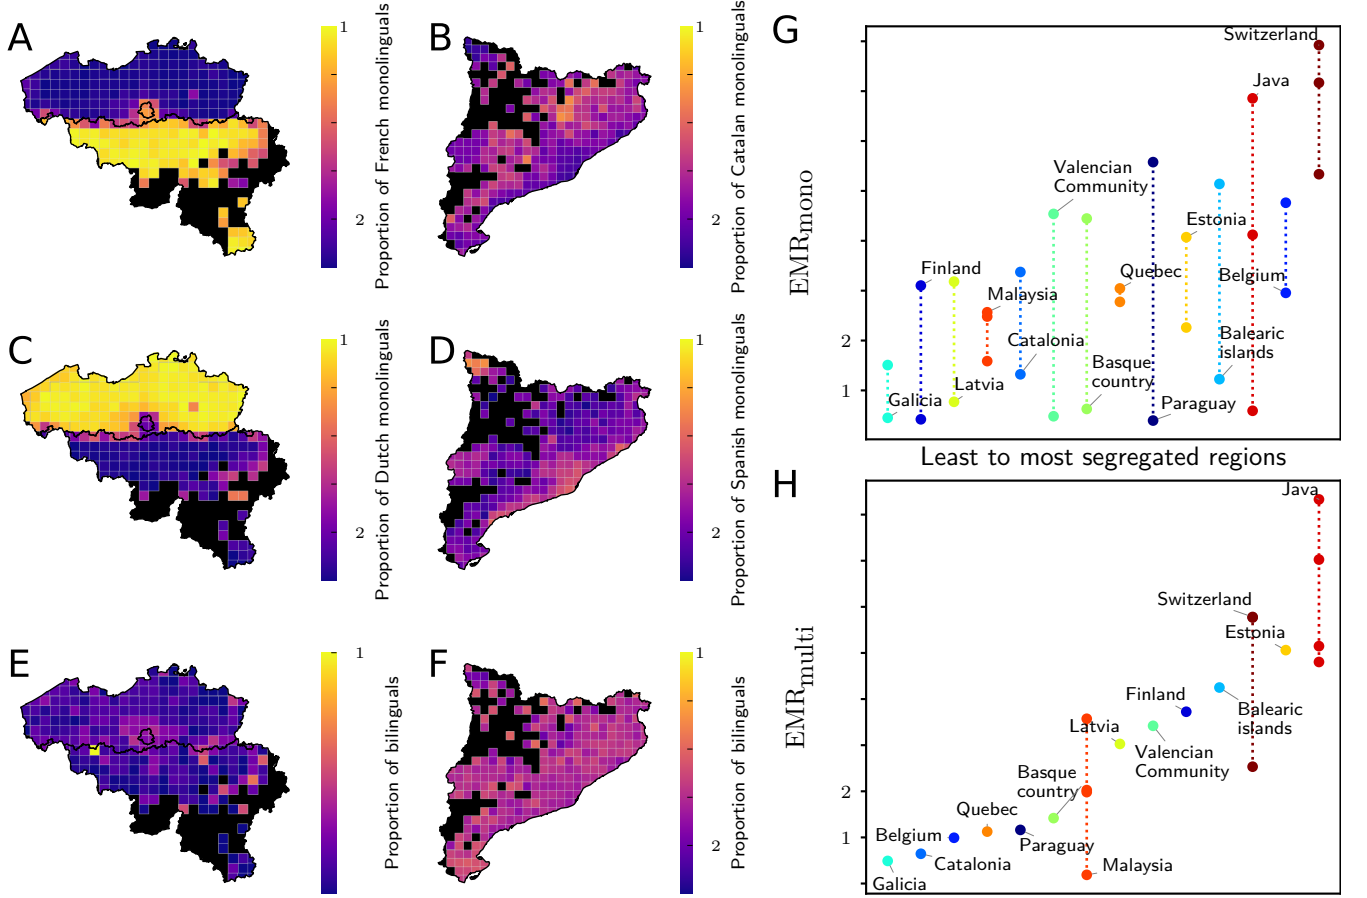 A
1
2
Proportion of French monolinguals
B
1
2
Proportion of Catalan monolinguals
C
1
2
Proportion of Dutch monolinguals
D
1
2
Proportion of Spanish monolinguals
E
1
Proportion of bilinguals
F
1
2
Proportion of bilinguals
G
EMRmono
2
1
Switzerland
Java
Valencian
Community
Estonia
Finland
Quebec
Belgium
Malaysia
Catalonia
Balearic
islands
Basque
country
Latvia
Galicia
Paraguay
Least to most segregated regions
H
EMRmulti
2
1
Java
Switzerland
Estonia
Finland
Balearic
islands
Latvia
Valencian
Community
Basque
country
Quebec
Belgium
Paraguay
Catalonia
Malaysia
Galicia